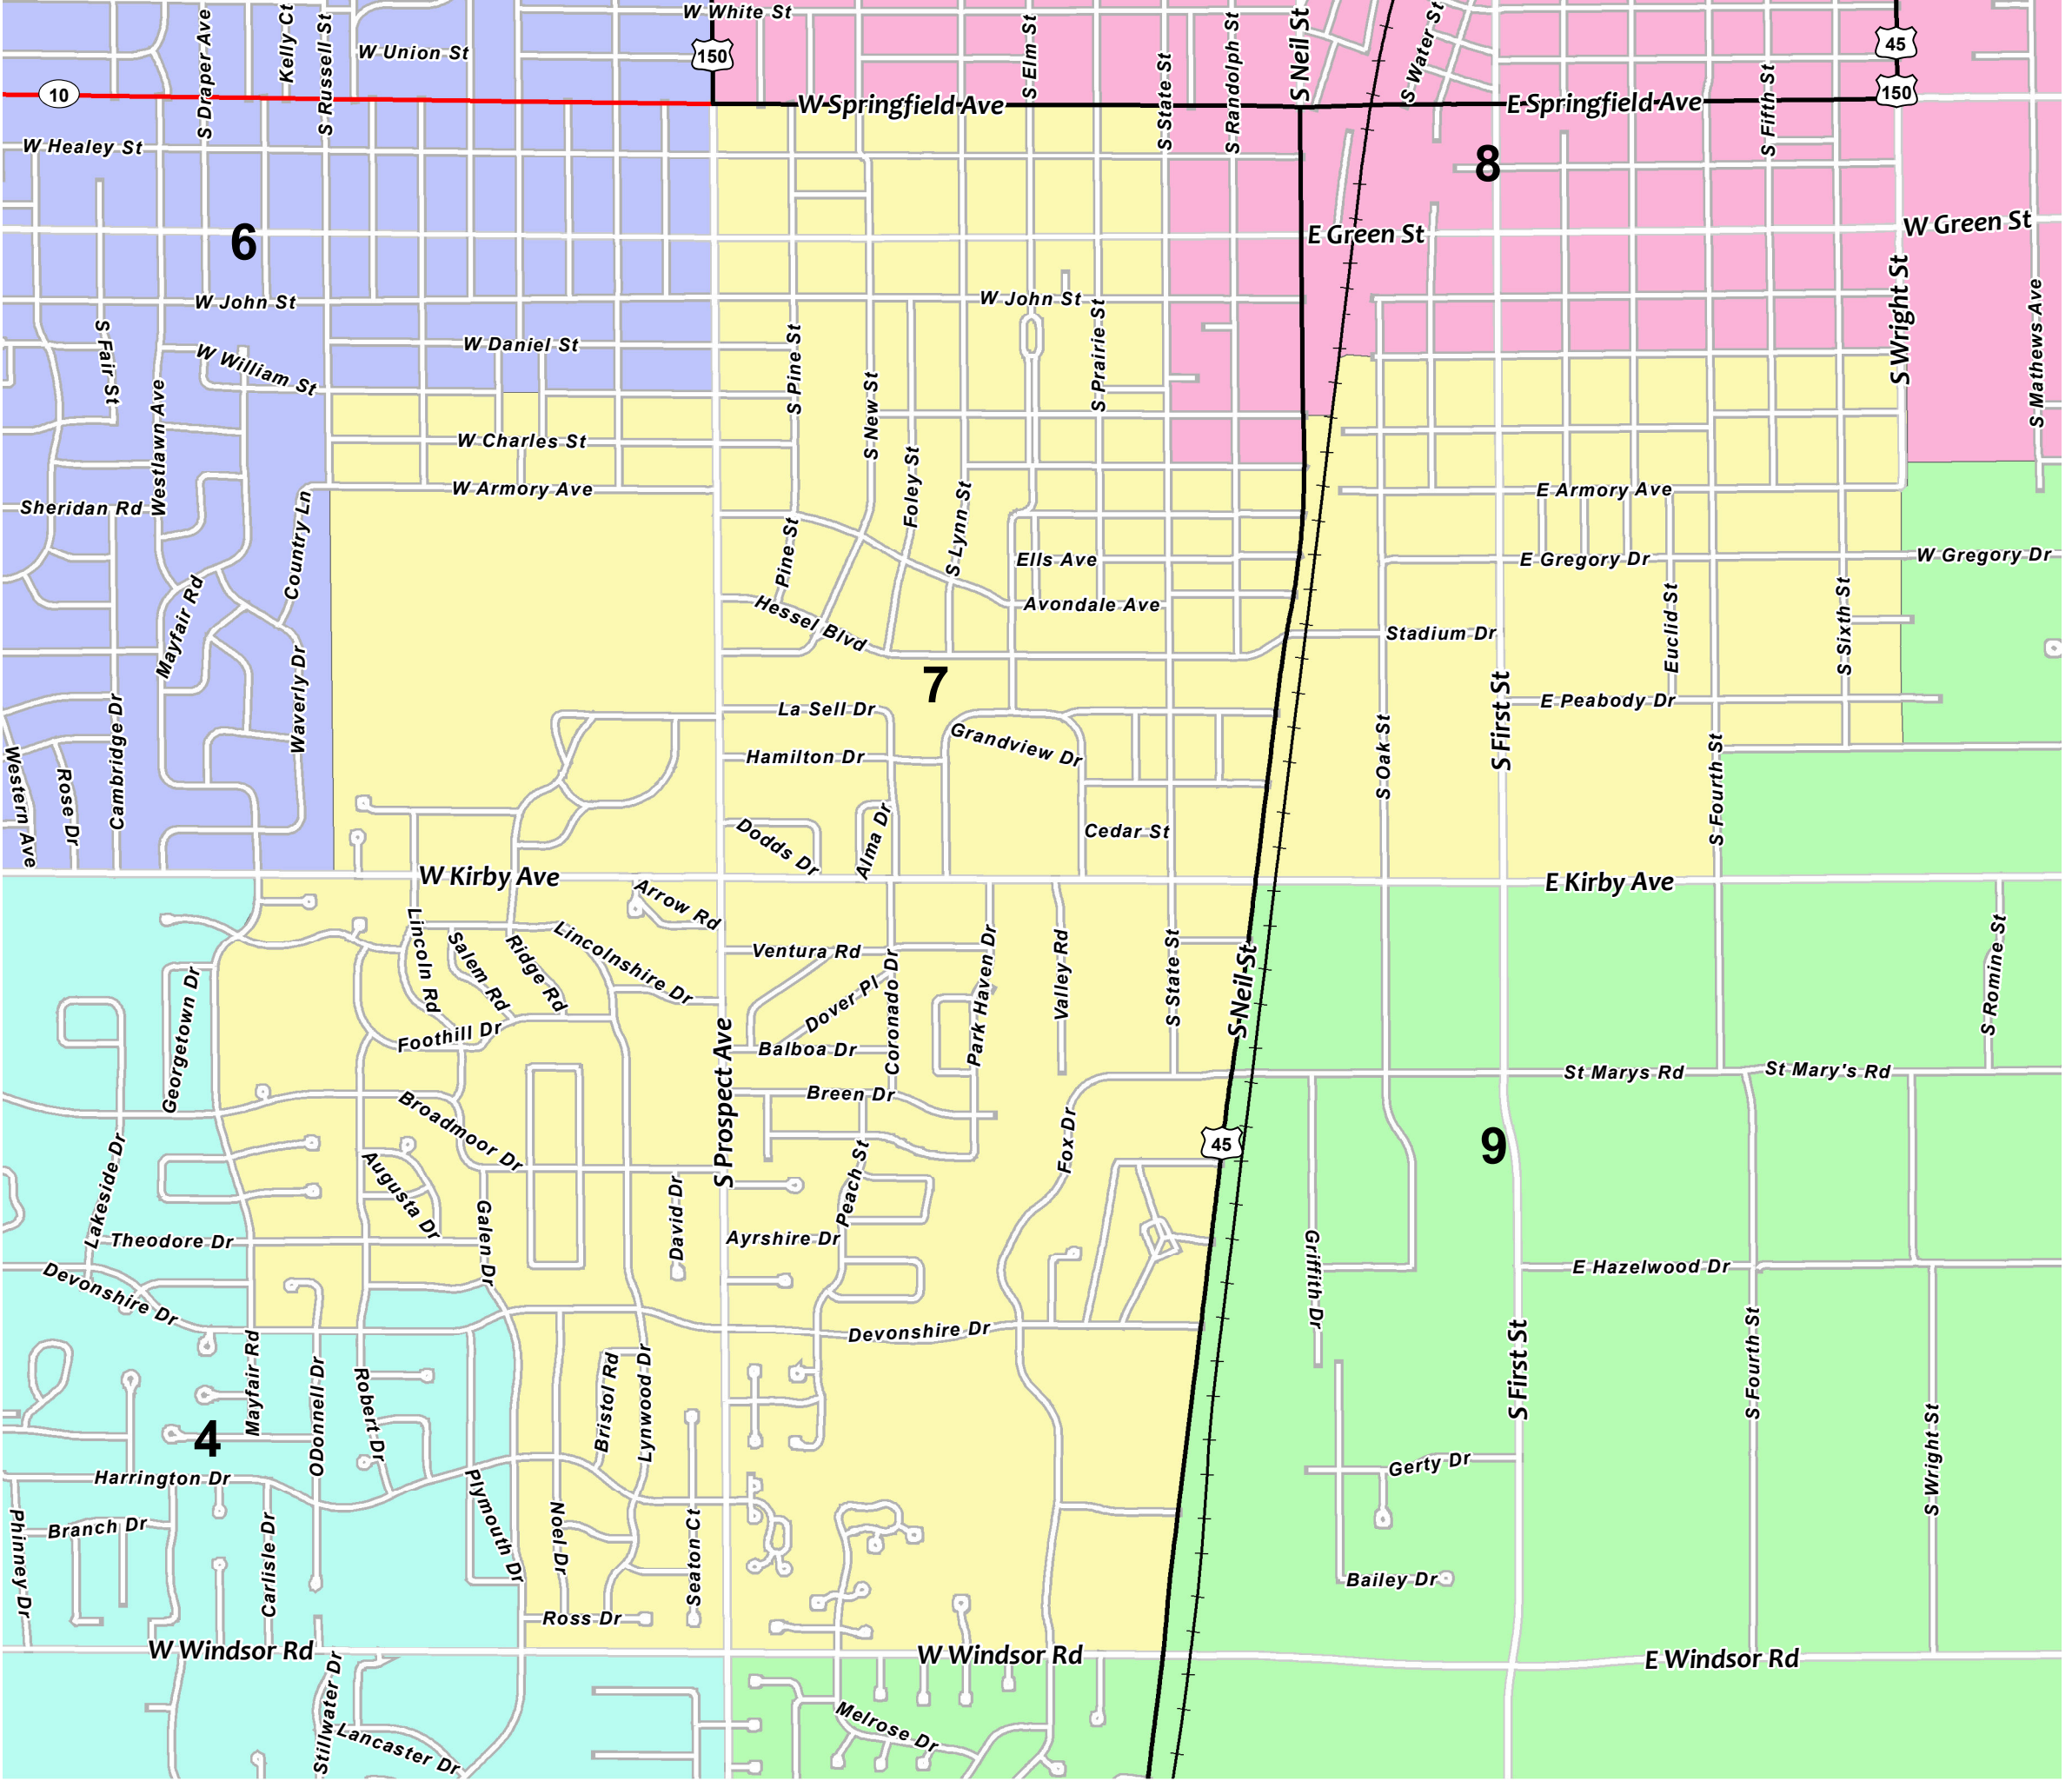 W White St
S Draper Ave
Kelly Ct
S Russell St
W Union St
150
S Elm St
S State St
S Randolph St
S Neil St
S Water St
S Fifth St
45
150
10
W Springfield Ave
E Springfield Ave
W Healey St
8
6
E Green St
W Green St
W John St
W John St
S Fair St
W William St
W Daniel St
S Pine St
S New St
S Prairie St
S Wright St
S Mathews Ave
Westlawn Ave
W Charles St
W Armory Ave
E Armory Ave
Sheridan Rd
Country Ln
Foley St
S Lynn St
Pine St
Ells Ave
E Gregory Dr
W Gregory Dr
Mayfair Rd
Hessel Blvd
Avondale Ave
Stadium Dr
Euclid St
S Sixth St
7
Waverly Dr
La Sell Dr
E Peabody Dr
Cambridge Dr
Western Ave
Rose Dr
Hamilton Dr
Grandview Dr
S Oak St
S First St
S Fourth St
Dodds Dr
Alma Dr
Cedar St
W Kirby Ave
E Kirby Ave
Arrow Rd
Lincoln Rd
Salem Rd
Ridge Rd
Lincolnshire Dr
Ventura Rd
Dover Pl
Coronado Dr
Park Haven Dr
Valley Rd
S State St
S Neil St
S Romine St
Georgetown Dr
Foothill Dr
Balboa Dr
S Prospect Ave
Breen Dr
St Marys Rd
St Mary's Rd
Broadmoor Dr
Fox Dr
45
9
Lakeside Dr
Augusta Dr
Galen Dr
David Dr
Peach St
Theodore Dr
Ayrshire Dr
Griffith Dr
E Hazelwood Dr
Devonshire Dr
Devonshire Dr
Mayfair Rd
ODonnell Dr
Robert Dr
Bristol Rd
Lynwood Dr
S First St
S Fourth St
S Wright St
4
Harrington Dr
Gerty Dr
Phinney Dr
Branch Dr
Carlisle Dr
Plymouth Dr
Noel Dr
Seaton Ct
Bailey Dr
Ross Dr
W Windsor Rd
W Windsor Rd
E Windsor Rd
Stillwater Dr
Lancaster Dr
Melrose Dr